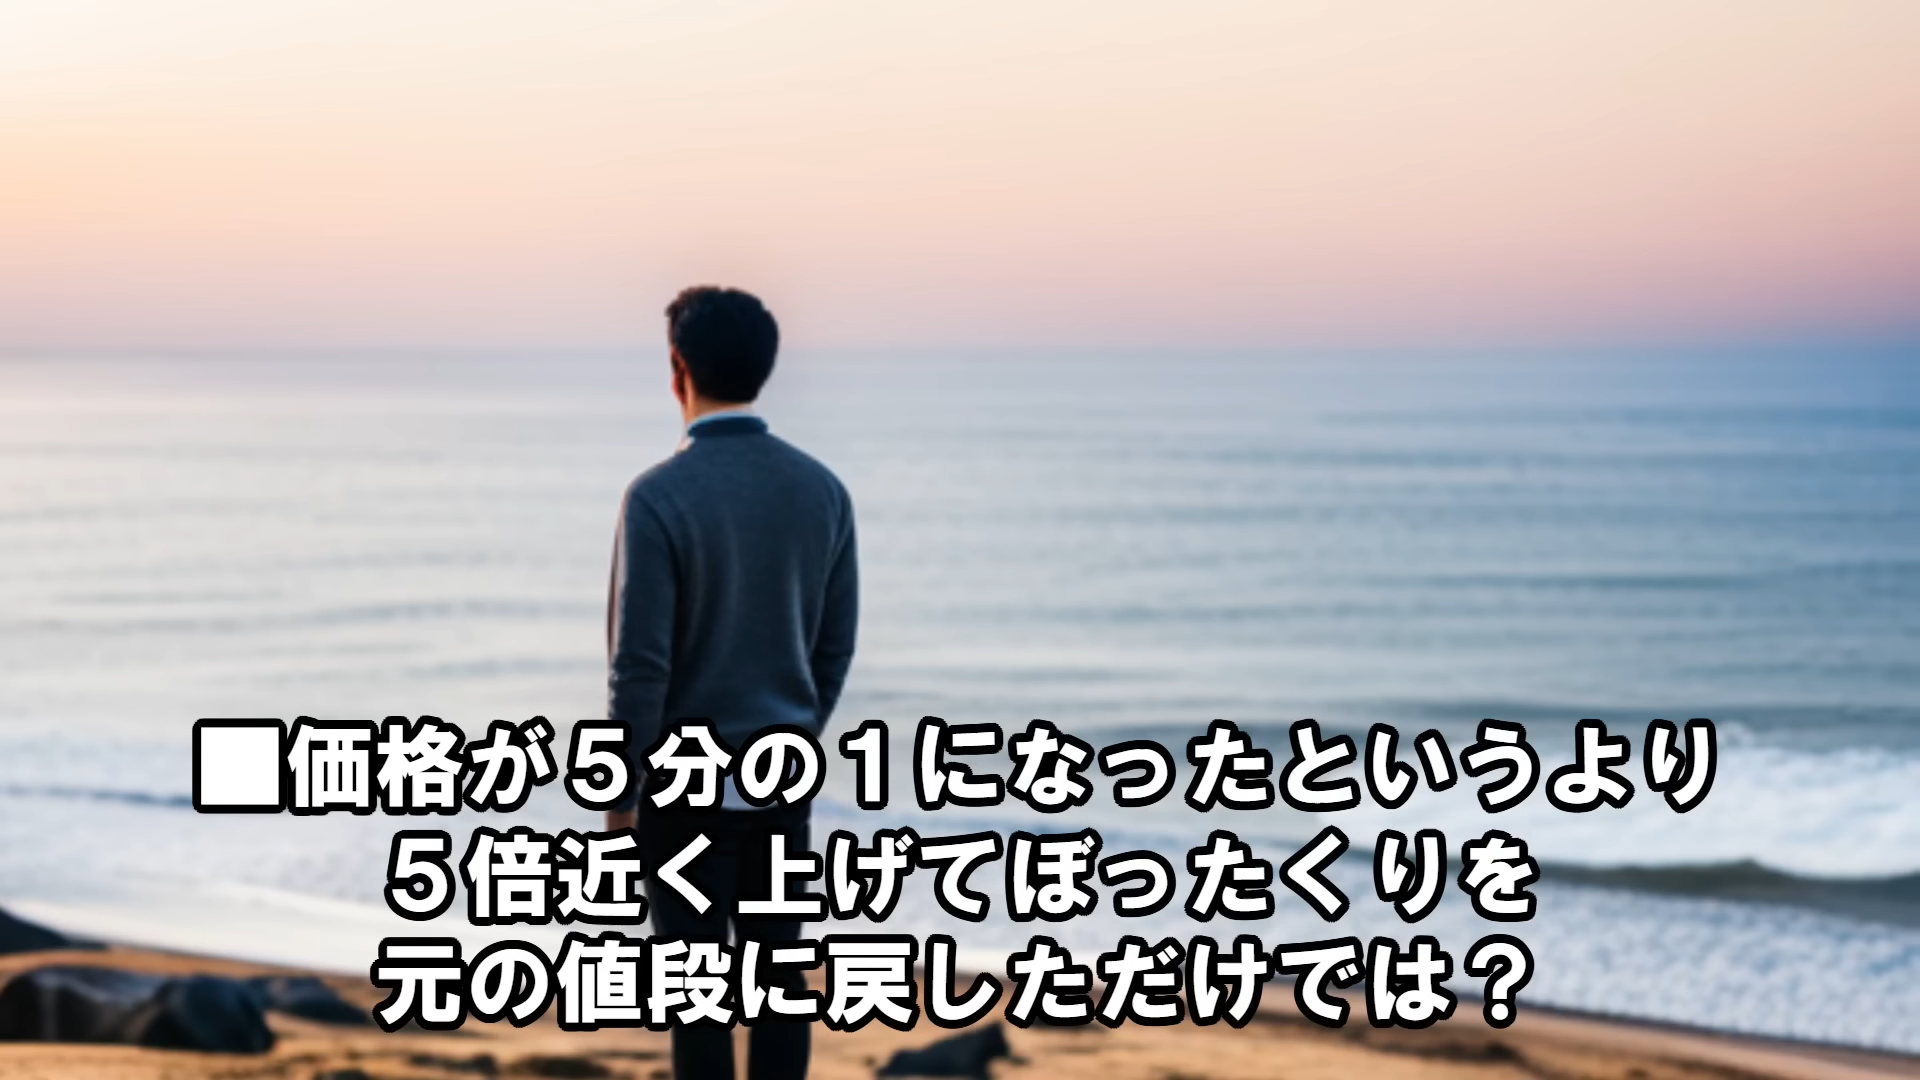 ■価格が５分の１になったというより
５倍近く上げてぼったくりを
元の値段に戻しただけでは？